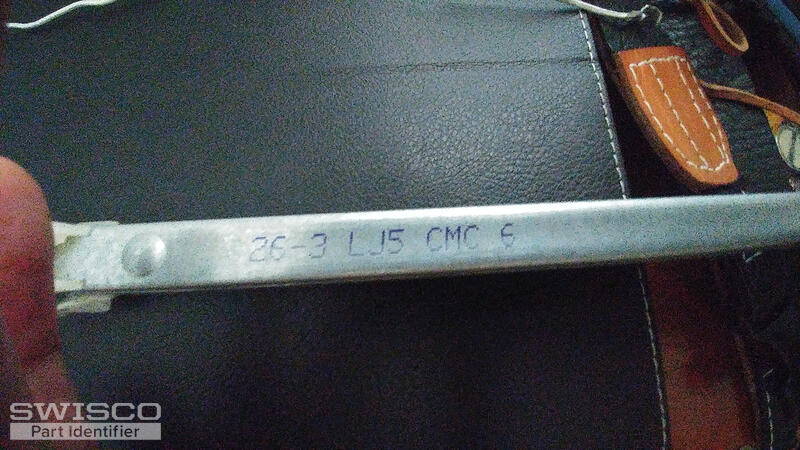 26-3 LJ5 CMC 6
SWISCO
Part Identifier